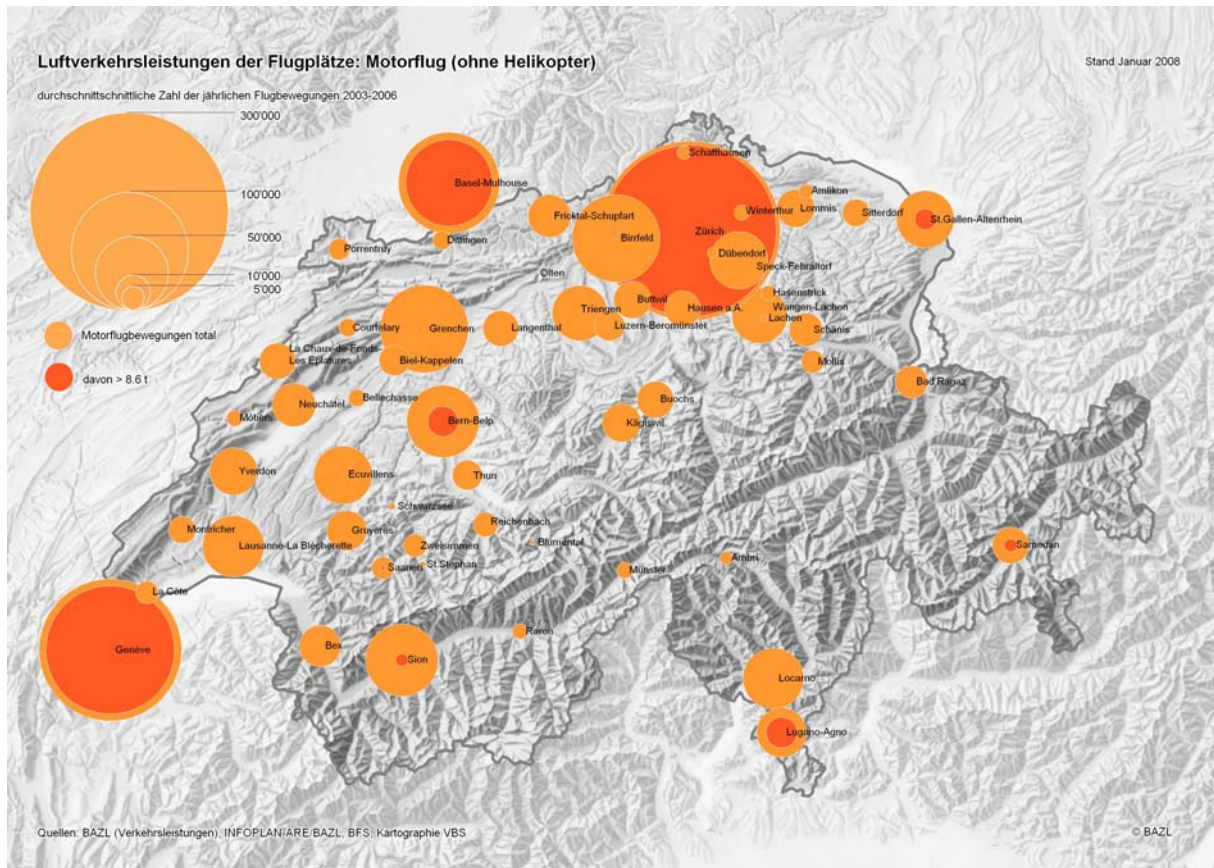 Luftverkehrsleistungen der Flugplätze: Motorflug (ohne Helikopter)
Stand Januar 2008
durchschnittschnittliche Zahl der jährlichen Flugbewegungen 2003-2006
300'000
100'000
50'000
10'000
5'000
Motorflugbewegungen total
davon > 8.6 t
Schaffhausen
Basel-Mulhouse
Amlikon
Fricktal-Schupfart
Winterthur
Lommis
Sitterdorf
St.Gallen-Altenrhein
Zürich
Birrfeld
Dittingen
Porrentruy
Dübendorf
Speck-Fehraltorf
Olten
Hasenstrick
Buttwil
Wangen-Lachen
Triengen
Hausen a.A.
Lachen
Courtelary
Grenchen
Langenthal
Luzern-Beromünster
Schänis
La Chaux-de-Fonds-
Les Eplatures
Biel-Kappelen
Mollis
Bad Ragaz
Bellechasse
Neuchâtel
Buochs
Môtiers
Bern-Belp
Kägiswil
Yverdon
Ecuvillens
Thun
Schwarzsee
Montricher
Gruyères
Reichenbach
Lausanne-La Blécherette
Zweisimmen
Blumental
Samedan
St.Stephan
Saanen
Münster
Ambri
La Côte
Raron
Genève
Bex
Sion
Locarno
Lugano-Agno
Quellen: BAZL (Verkehrsleistungen), INFOPLAN-ARE/BAZL, BFS, Kartographie VBS
© BAZL